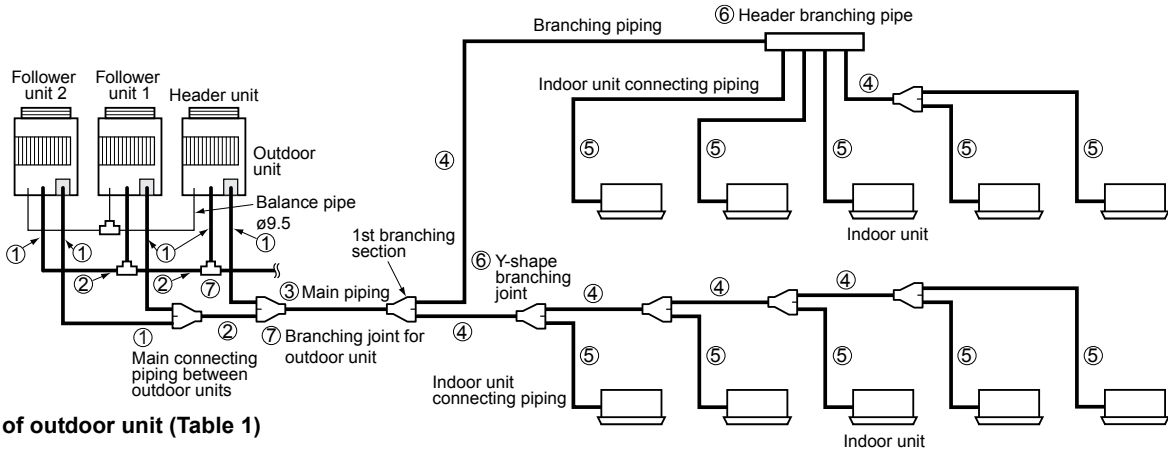 ⑥ Header branching pipe
Branching piping
Follower
unit 2
Follower
unit 1
Header unit
Indoor unit connecting piping
④
④
⑤
⑤
⑤
⑤
⑤
Outdoor
unit
Balance pipe
ø9.5
①
①
①
①
②
②
⑦
1st branching
section
Indoor unit
⑥ Y-shape
branching
joint
③ Main piping
④
④
④
④
①
②
⑦ Branching joint for
outdoor unit
Main connecting
piping between
outdoor units
⑤
⑤
⑤
⑤
⑤
Indoor unit
connecting piping
of outdoor unit (Table 1)
Indoor unit